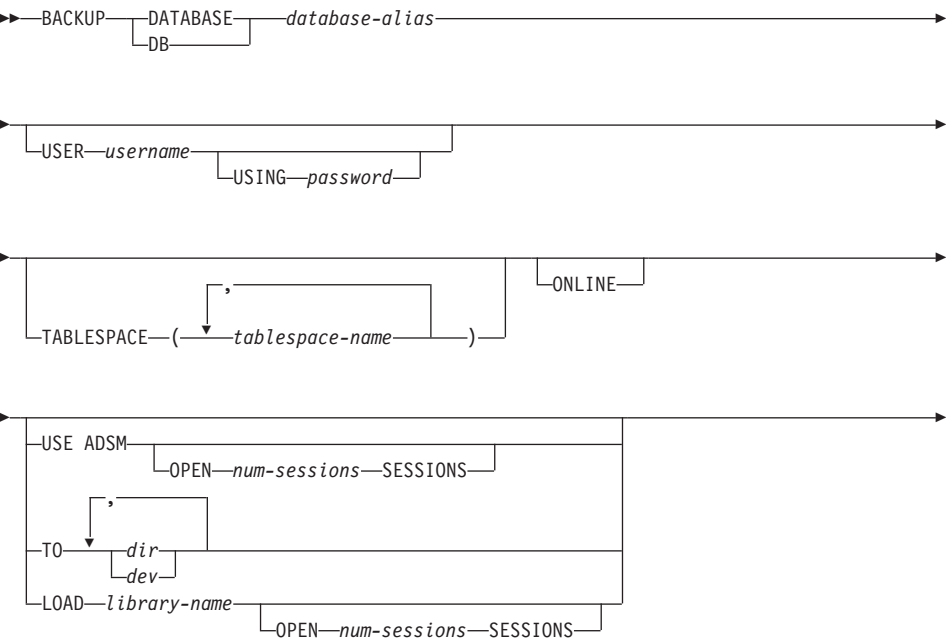 BACKUP DATABASE database-alias
DB
USER username
USING password
,
ONLINE
TABLESPACE ( tablespace-name )
USE ADSM
OPEN num-sessions SESSIONS
,
TO dir
dev
LOAD library-name
OPEN num-sessions SESSIONS